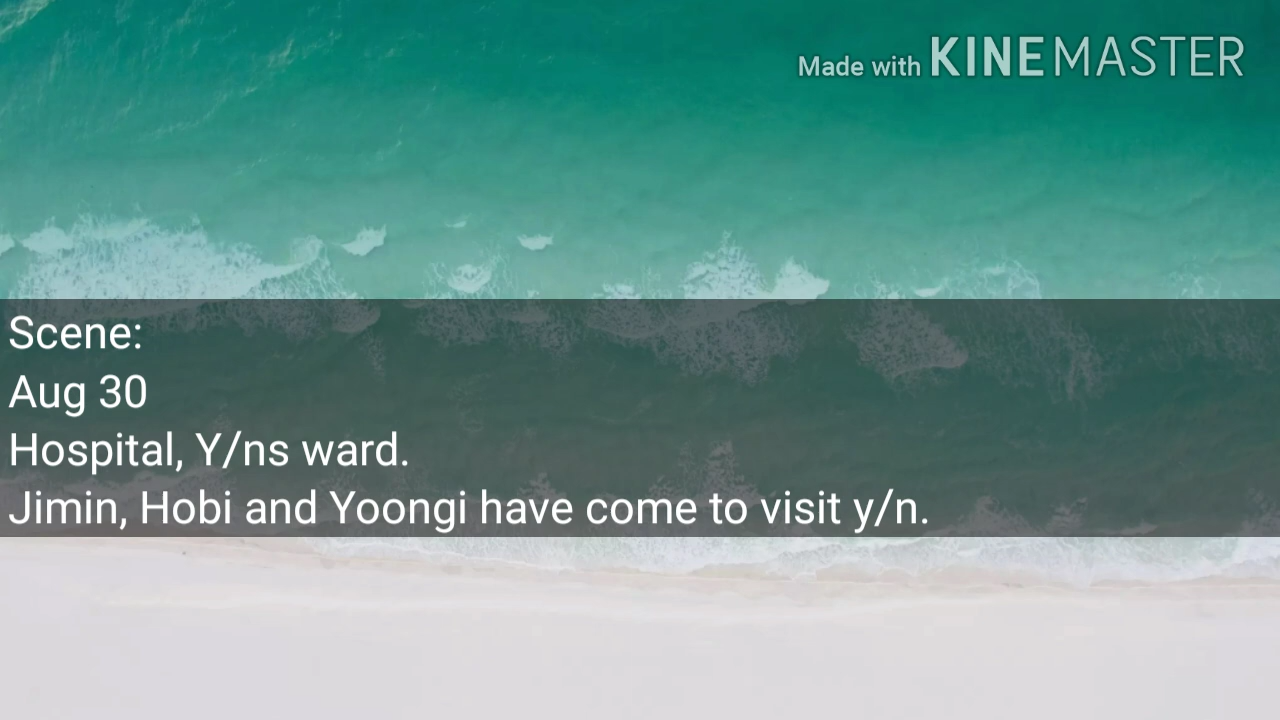 Made with KINEMASTER
Scene:
Aug 30
Hospital, Y/ns ward.
Jimin, Hobi and Yoongi have come to visit y/n.